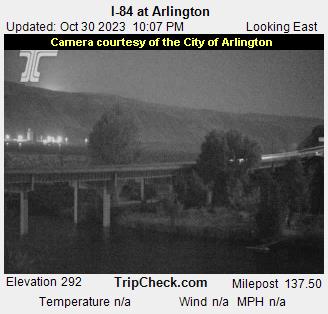 I-84 at Arlington
Updated: Oct 30 2023 10:07 PM Looking East
Camera courtesy of the City of Arlington
Elevation 292 TripCheck.com Milepost 137.50
Temperature n/a Wind n/a MPH n/a